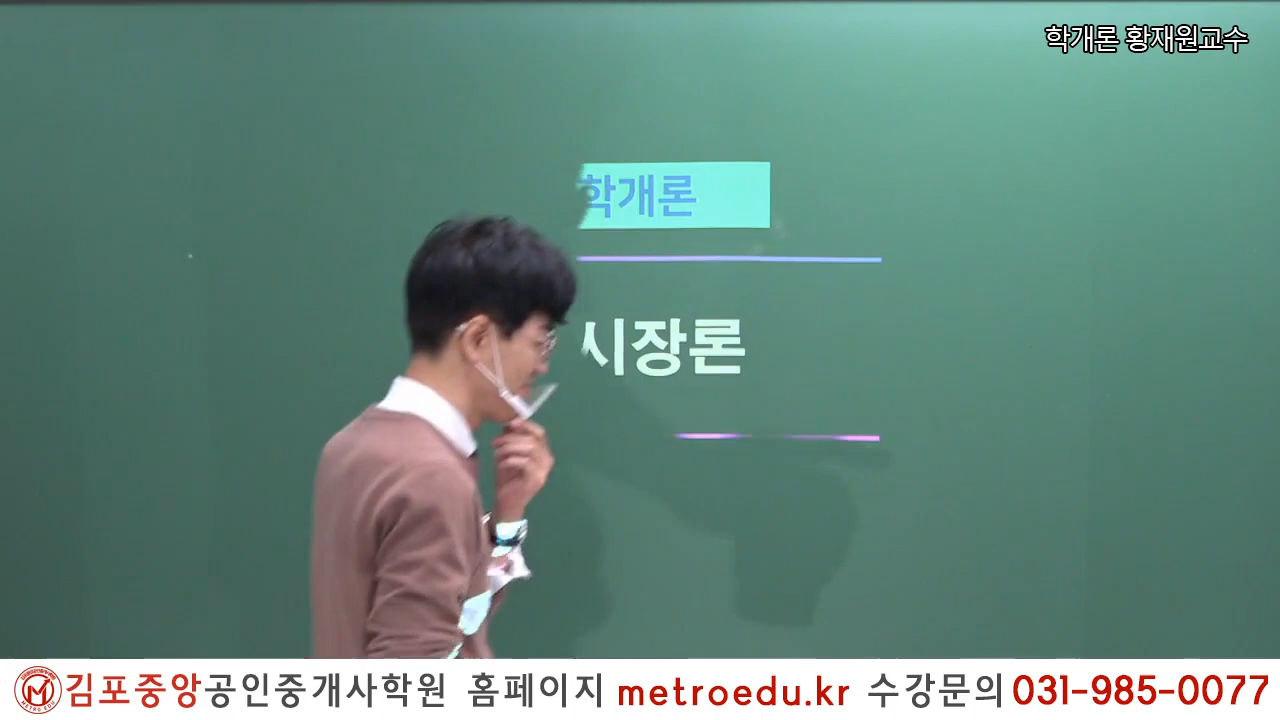 학개론 황재원교수
학개론
시장론
김포중앙공인중개사학원 홈페이지 metroedu.kr 수강문의 031-985-0077